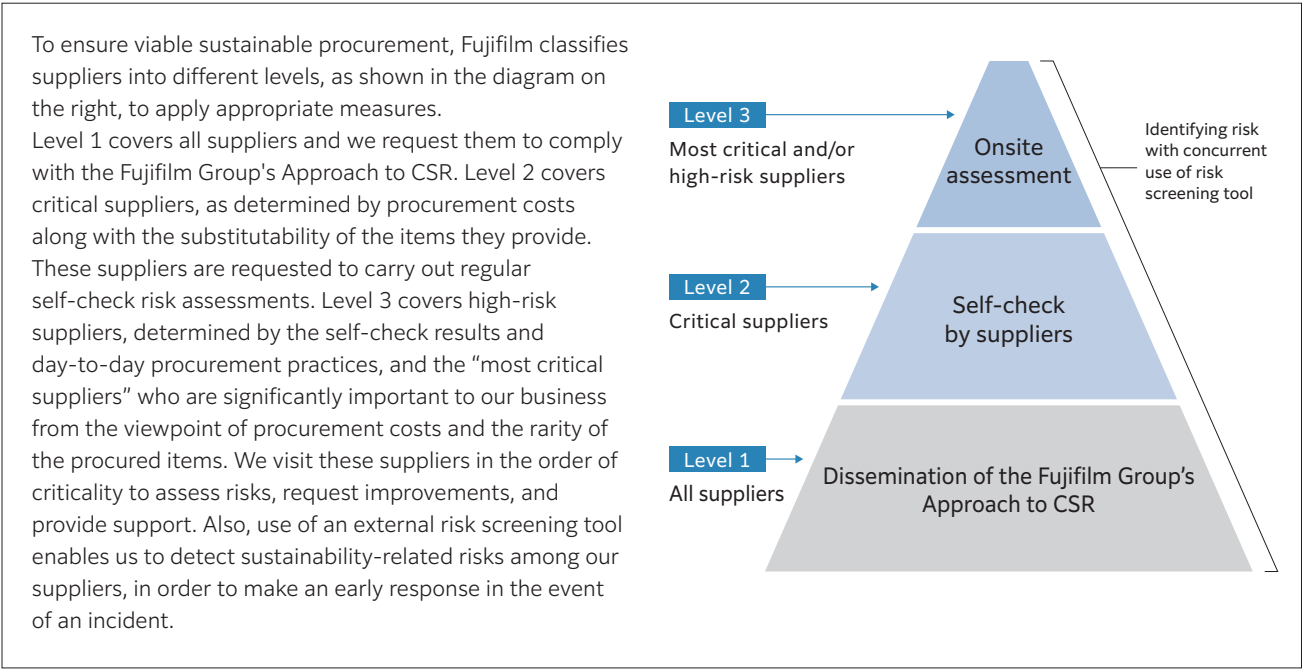 To ensure viable sustainable procurement, Fujifilm classifies
suppliers into different levels, as shown in the diagram on
the right, to apply appropriate measures.
Level 1 covers all suppliers and we request them to comply
with the Fujifilm Group's Approach to CSR. Level 2 covers
critical suppliers, as determined by procurement costs
along with the substitutability of the items they provide.
These suppliers are requested to carry out regular
self-check risk assessments. Level 3 covers high-risk
suppliers, determined by the self-check results and
day-to-day procurement practices, and the “most critical
suppliers” who are significantly important to our business
from the viewpoint of procurement costs and the rarity of
the procured items. We visit these suppliers in the order of
criticality to assess risks, request improvements, and
provide support. Also, use of an external risk screening tool
enables us to detect sustainability-related risks among our
suppliers, in order to make an early response in the event
of an incident.
Level 3
Most critical and/or
high-risk suppliers
Onsite
assessment
Identifying risk
with concurrent
use of risk
screening tool
Level 2
Critical suppliers
Self-check
by suppliers
Level 1
All suppliers
Dissemination of the Fujifilm Group’s
Approach to CSR